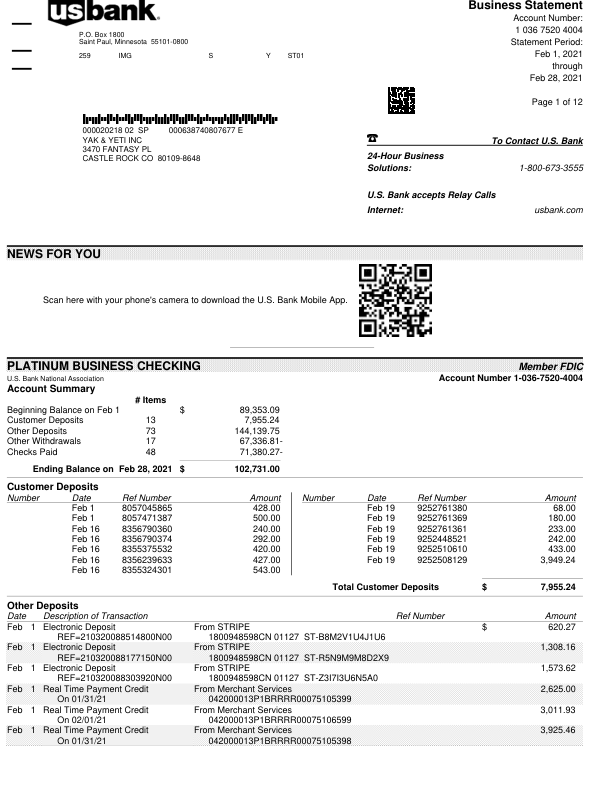 usbank
Business Statement
P.O. Box 1800
Saint Paul, Minnesota 55101-0800
259 IMG S Y ST01
Account Number:
1 036 7520 4004
Statement Period:
Feb 1, 2021
through
Feb 28, 2021
Page 1 of 12
000020218 02 SP 000638740807677 E
YAK & YETI INC
3470 FANTASY PL
CASTLE ROCK CO 80109-8648
☎ To Contact U.S. Bank
24-Hour Business
Solutions: 1-800-673-3555
U.S. Bank accepts Relay Calls
Internet: usbank.com
NEWS FOR YOU
Scan here with your phone's camera to download the U.S. Bank Mobile App.
PLATINUM BUSINESS CHECKING Member FDIC
U.S. Bank National Association Account Number 1-036-7520-4004
Account Summary
# Items
Beginning Balance on Feb 1 $ 89,353.09
Customer Deposits 13 7,955.24
Other Deposits 73 144,139.75
Other Withdrawals 17 67,336.81-
Checks Paid 48 71,380.27-
Ending Balance on Feb 28, 2021 $ 102,731.00
Customer Deposits
Number Date Ref Number Amount Number Date Ref Number Amount
Feb 1 8057045865 428.00 Feb 19 9252761380 68.00
Feb 1 8057471387 500.00 Feb 19 9252761369 180.00
Feb 16 8356790360 240.00 Feb 19 9252761361 233.00
Feb 16 8356790374 292.00 Feb 19 9252448521 242.00
Feb 16 8355375532 420.00 Feb 19 9252510610 433.00
Feb 16 8356239633 427.00 Feb 19 9252508129 3,949.24
Feb 16 8355324301 543.00
Total Customer Deposits $ 7,955.24
Other Deposits
Date Description of Transaction Ref Number Amount
Feb 1 Electronic Deposit From STRIPE $ 620.27
REF=210320088514800N00 1800948598CN 01127 ST-B8M2V1U4J1U6
Feb 1 Electronic Deposit From STRIPE 1,308.16
REF=210320088177150N00 1800948598CN 01127 ST-R5N9M9M8D2X9
Feb 1 Electronic Deposit From STRIPE 1,573.62
REF=210320088303920N00 1800948598CN 01127 ST-Z3I7I3U6N5A0
Feb 1 Real Time Payment Credit From Merchant Services 2,625.00
On 01/31/21 042000013P1BRRRR00075105399
Feb 1 Real Time Payment Credit From Merchant Services 3,011.93
On 02/01/21 042000013P1BRRRR00075106599
Feb 1 Real Time Payment Credit From Merchant Services 3,925.46
On 01/31/21 042000013P1BRRRR00075105398